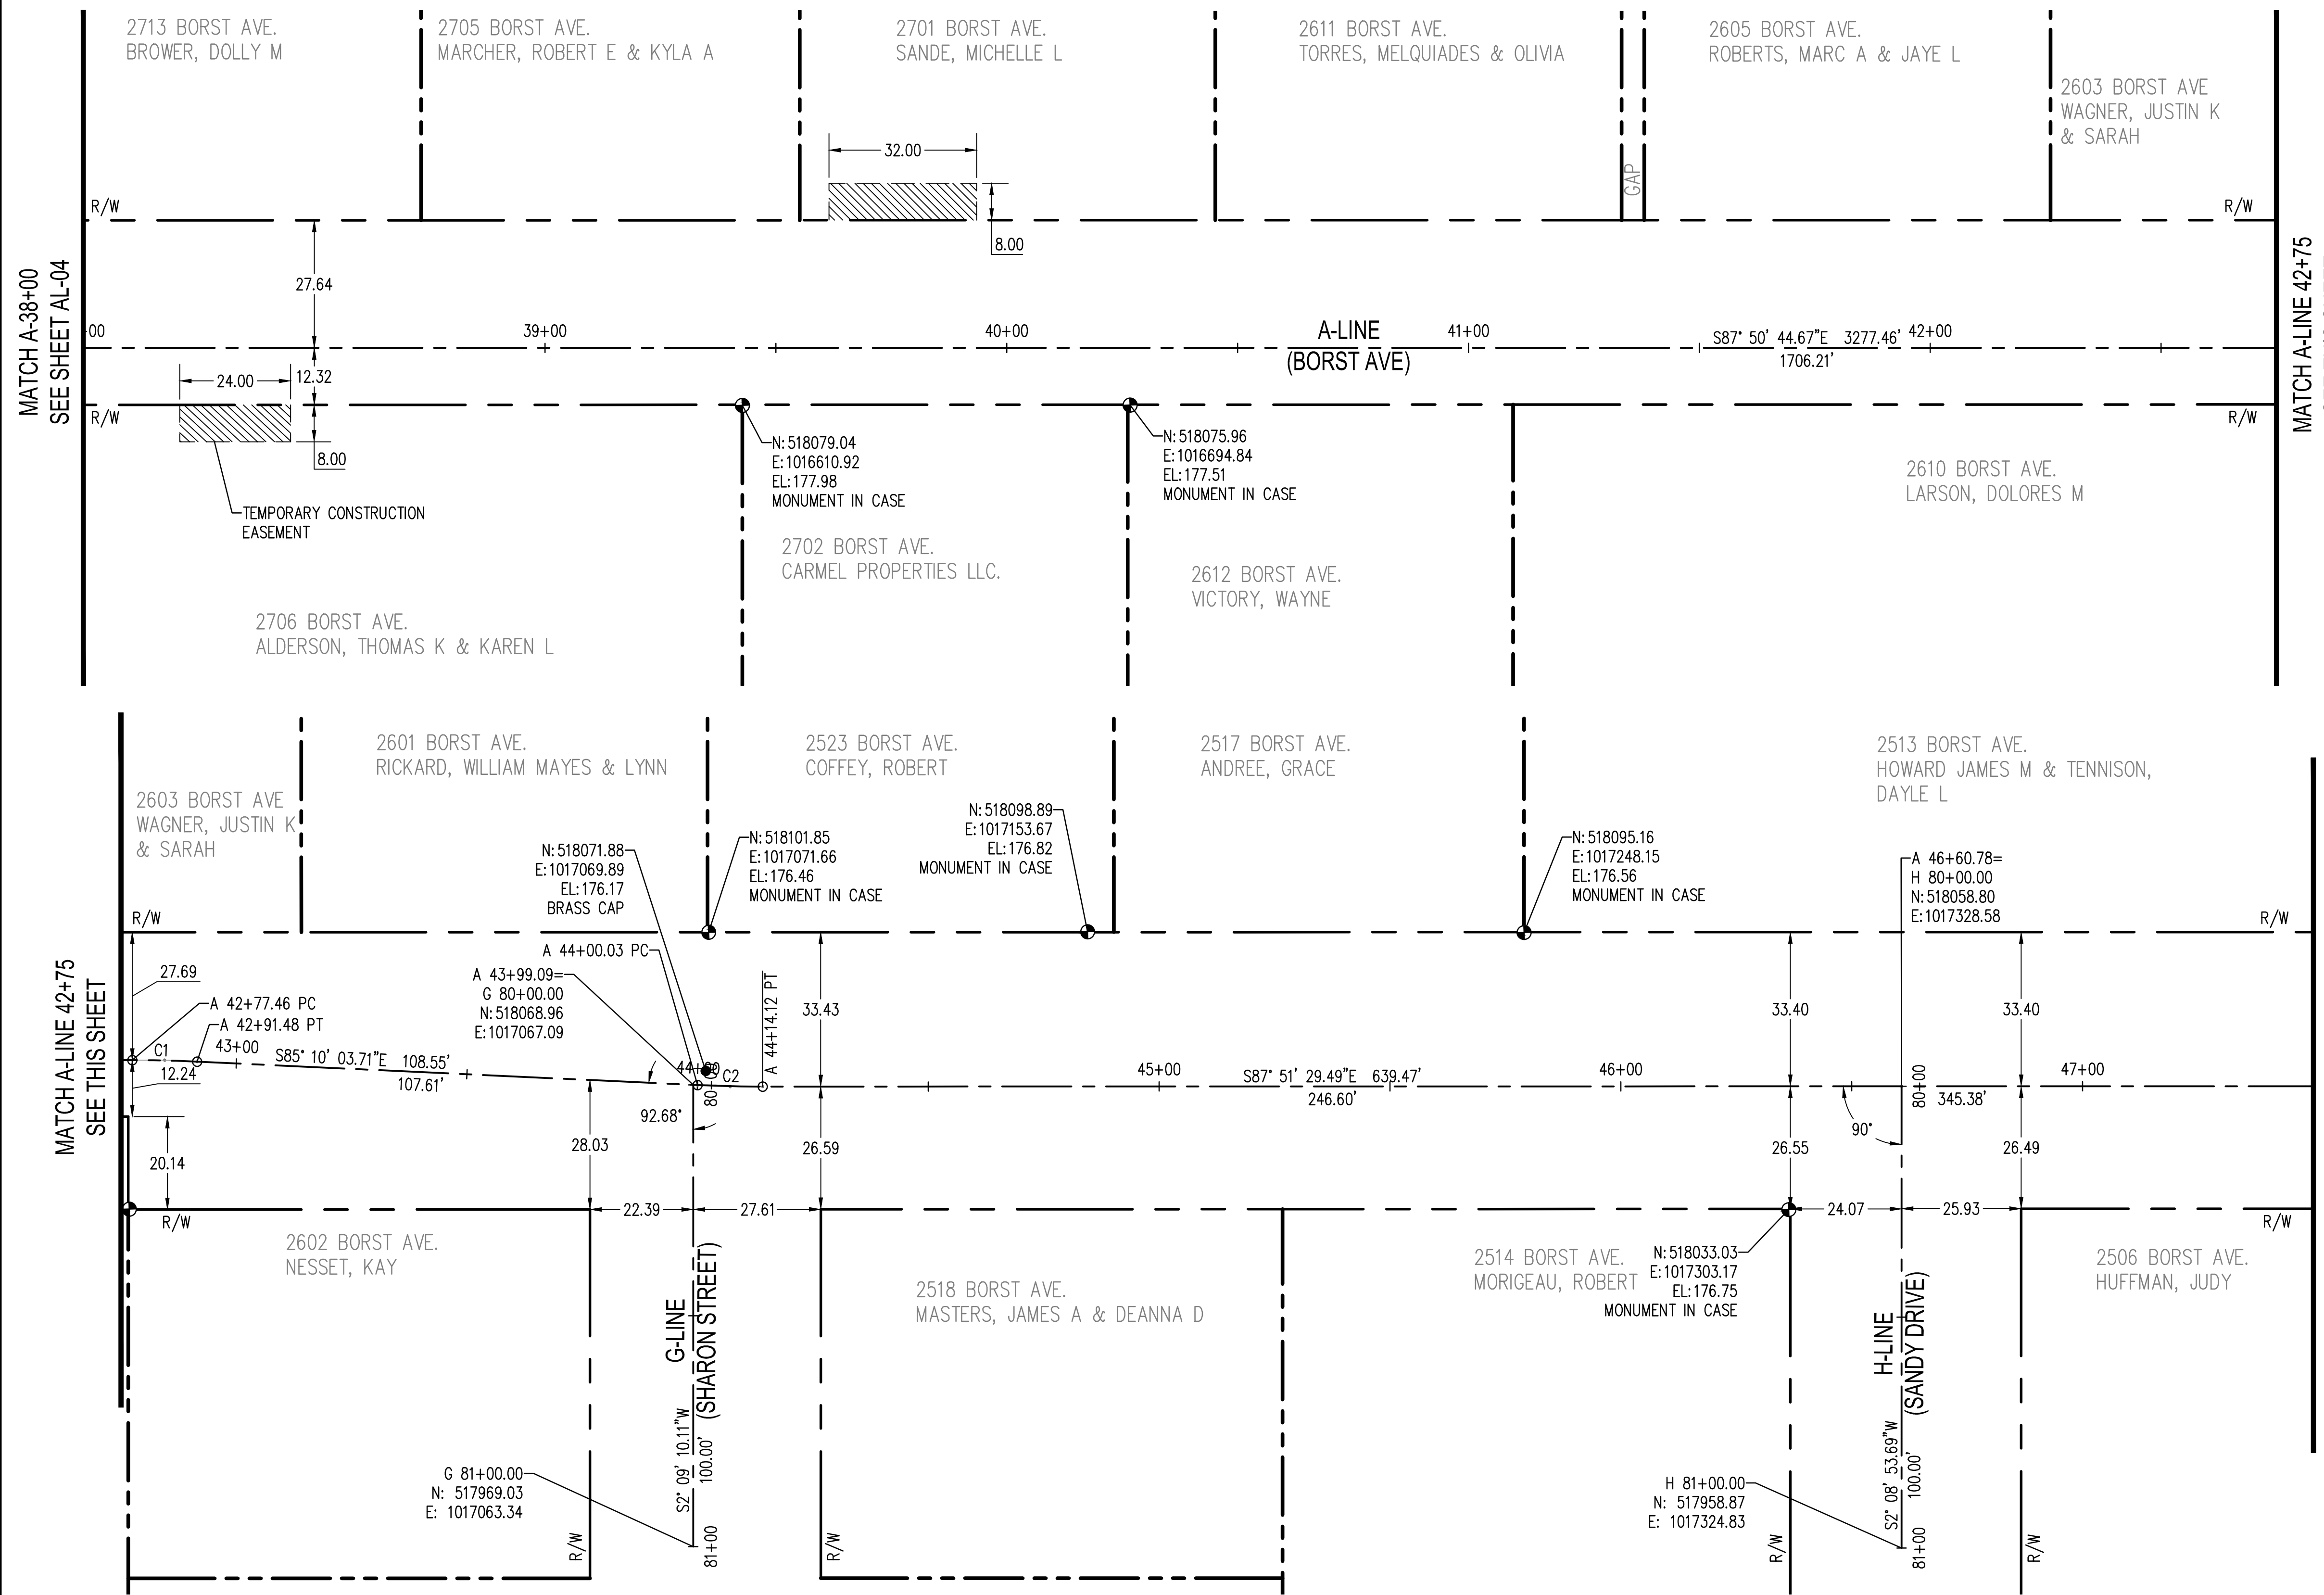 2713 BORST AVE.
BROWER, DOLLY M
2705 BORST AVE.
MARCHER, ROBERT E & KYLA A
2701 BORST AVE.
SANDE, MICHELLE L
2611 BORST AVE.
TORRES, MELQUIADES & OLIVIA
2605 BORST AVE.
ROBERTS, MARC A & JAYE L
2603 BORST AVE
WAGNER, JUSTIN K
& SARAH
32.00
8.00
GAP
R/W
R/W
MATCH A-38+00
SEE SHEET AL-04
27.64
+00
39+00
40+00
A-LINE
(BORST AVE)
41+00
S87° 50' 44.67"E 3277.46'
1706.21'
42+00
MATCH A-LINE 42+75
24.00
12.32
R/W
R/W
8.00
TEMPORARY CONSTRUCTION
EASEMENT
N: 518079.04
E: 1016610.92
EL: 177.98
MONUMENT IN CASE
N: 518075.96
E: 1016694.84
EL: 177.51
MONUMENT IN CASE
2610 BORST AVE.
LARSON, DOLORES M
2702 BORST AVE.
CARMEL PROPERTIES LLC.
2612 BORST AVE.
VICTORY, WAYNE
2706 BORST AVE.
ALDERSON, THOMAS K & KAREN L
2603 BORST AVE
WAGNER, JUSTIN K
& SARAH
2601 BORST AVE.
RICKARD, WILLIAM MAYES & LYNN
2523 BORST AVE.
COFFEY, ROBERT
2517 BORST AVE.
ANDREE, GRACE
2513 BORST AVE.
HOWARD JAMES M & TENNISON,
DAYLE L
N: 518071.88
E: 1017069.89
EL: 176.17
BRASS CAP
N: 518101.85
E: 1017071.66
EL: 176.46
MONUMENT IN CASE
N: 518098.89
E: 1017153.67
EL: 176.82
MONUMENT IN CASE
N: 518095.16
E: 1017248.15
EL: 176.56
MONUMENT IN CASE
A 46+60.78=
H 80+00.00
N: 518058.80
E: 1017328.58
R/W
R/W
MATCH A-LINE 42+75
SEE THIS SHEET
27.69
A 42+77.46 PC
A 42+91.48 PT
A 44+00.03 PC
A 43+99.09=
G 80+00.00
N: 518068.96
E: 1017067.09
A 44+14.12 PT
33.43
33.40
33.40
C1
43+00
S85° 10' 03.71"E 108.55'
107.61'
C2
45+00
S87° 51' 29.49"E 639.47'
246.60'
46+00
80+00
345.38'
47+00
12.24
20.14
28.03
92.68°
26.59
26.55
90°
26.49
R/W
22.39
27.61
24.07
25.93
R/W
2602 BORST AVE.
NESSET, KAY
2518 BORST AVE.
MASTERS, JAMES A & DEANNA D
2514 BORST AVE.
MORIGEAU, ROBERT
N: 518033.03
E: 1017303.17
EL: 176.75
MONUMENT IN CASE
2506 BORST AVE.
HUFFMAN, JUDY
G-LINE
(SHARON STREET)
S2° 09' 10.11"W
100.00'
H-LINE
(SANDY DRIVE)
S2° 08' 53.69"W
100.00'
G 81+00.00
N: 517969.03
E: 1017063.34
H 81+00.00
N: 517958.87
E: 1017324.83
R/W
81+00
R/W
R/W
81+00
R/W